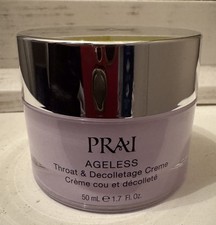 PRAI
AGELESS
Throat & Decolletage Creme
Crème cou et décolleté
50 mL e 1.7 Fl. Oz.